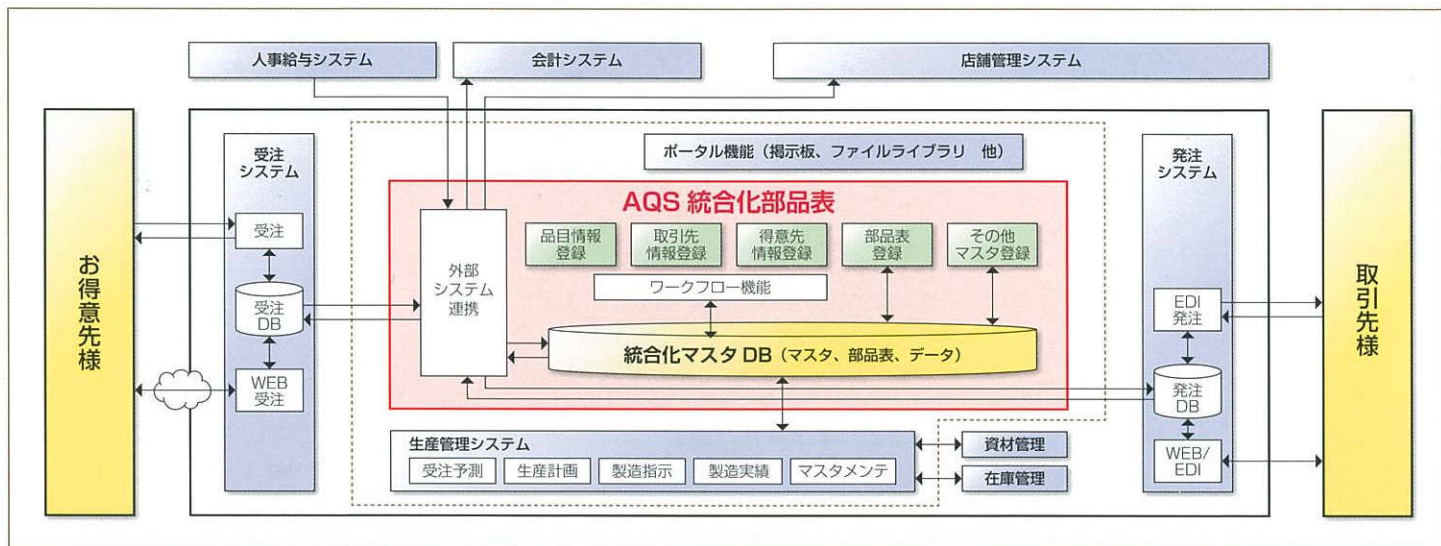 人事給与システム
会計システム
店舗管理システム
お得意先様
受注
システム
受注
受注
DB
WEB
受注
ポータル機能（掲示板、ファイルライブラリ　他）
AQS 統合化部品表
外部
システム
連携
品目情報
登録
取引先
情報登録
得意先
情報登録
部品表
登録
その他
マスタ登録
ワークフロー機能
統合化マスタ DB（マスタ、部品表、データ）
生産管理システム
受注予測
生産計画
製造指示
製造実績
マスタメンテ
資材管理
在庫管理
発注
システム
EDI
発注
発注
DB
WEB/
EDI
取引先様